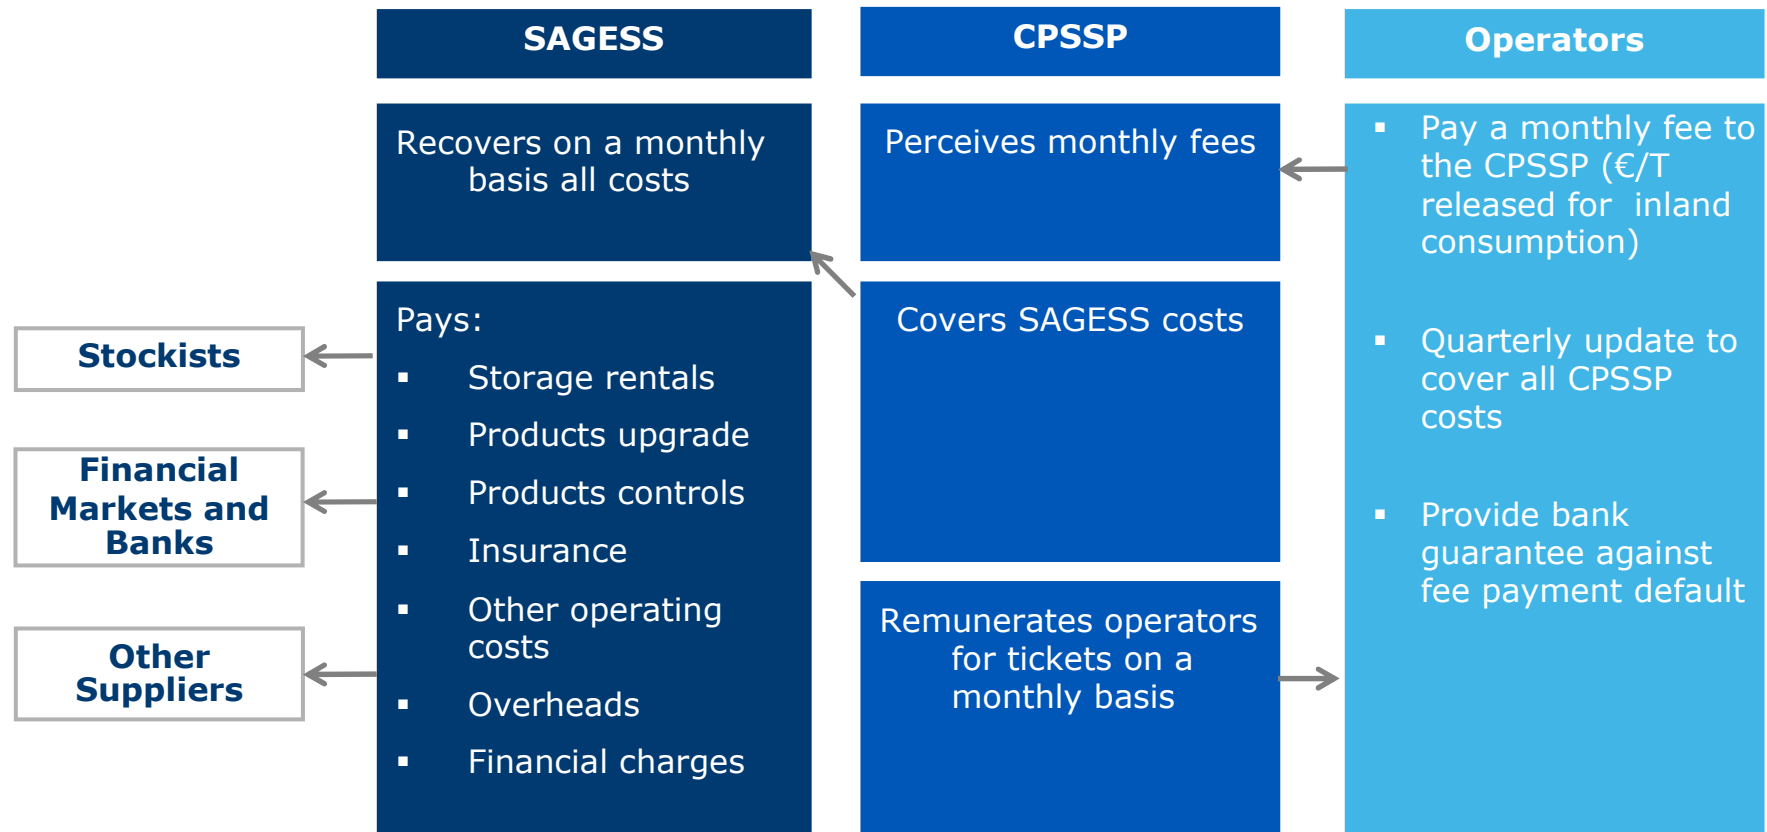 SAGESS
CPSSP
Operators
Recovers on a monthly
basis all costs
Perceives monthly fees
▪ Pay a monthly fee to
the CPSSP (€/T
released for inland
consumption)
▪ Quarterly update to
cover all CPSSP
costs
▪ Provide bank
guarantee against
fee payment default
Covers SAGESS costs
Remunerates operators
for tickets on a
monthly basis
Pays:
▪ Storage rentals
▪ Products upgrade
▪ Products controls
▪ Insurance
▪ Other operating
costs
▪ Overheads
▪ Financial charges
Stockists
Financial
Markets and
Banks
Other
Suppliers